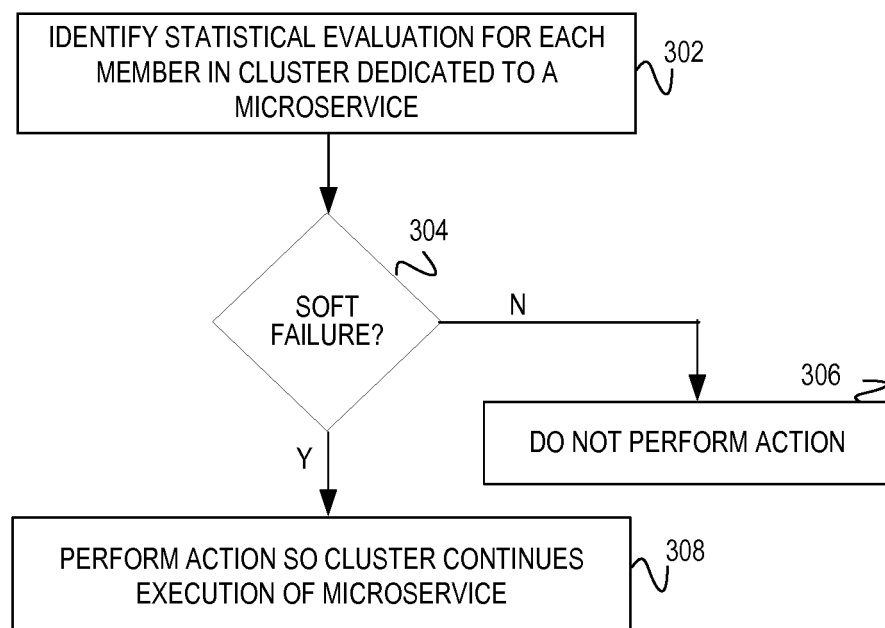 IDENTIFY STATISTICAL EVALUATION FOR EACH
MEMBER IN CLUSTER DEDICATED TO A
MICROSERVICE
302
304
SOFT
FAILURE?
N
306
DO NOT PERFORM ACTION
Y
PERFORM ACTION SO CLUSTER CONTINUES
EXECUTION OF MICROSERVICE
308